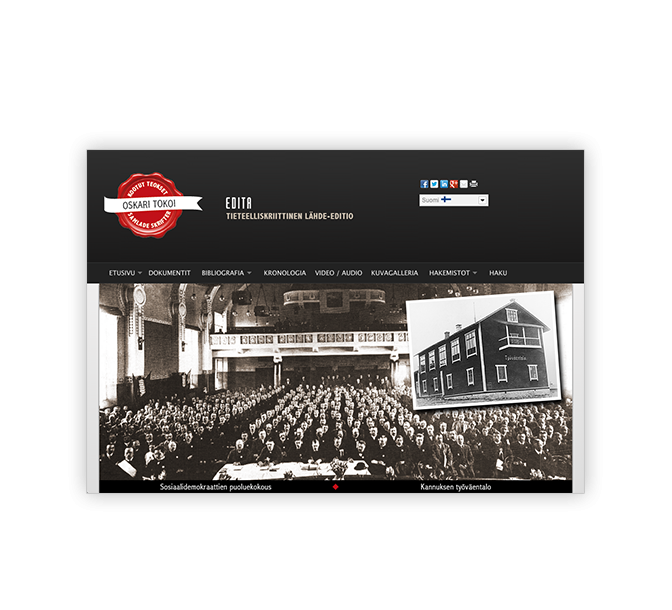 KOOTUT TEOKSET
OSKARI TOKOI
SAMLADE SKRIFTER
EDITA
TIETEELLISKRIITTINEN LÄHDE-EDITIO
Suomi
ETUSIVU DOKUMENTIT BIBLIOGRAFIA KRONOLOGIA VIDEO / AUDIO KUVAGALLERIA HAKEMISTOT HAKU
Työväentalo.
Sosiaalidemokraattien puoluekokous
Kannuksen työväentalo